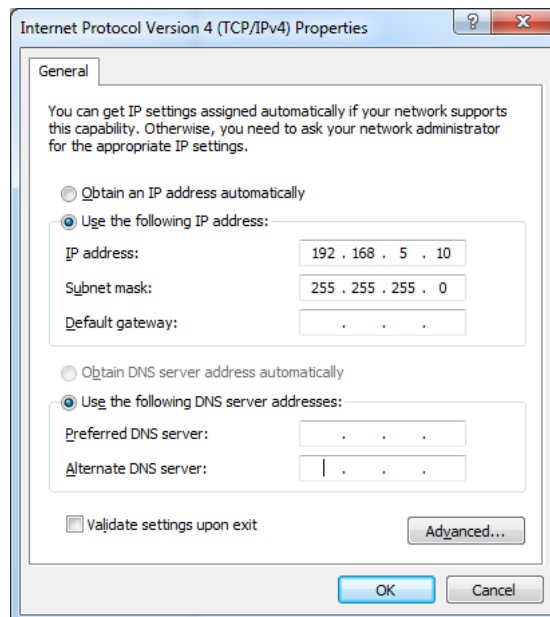 Internet Protocol Version 4 (TCP/IPv4) Properties
?
General
You can get IP settings assigned automatically if your network supports
this capability. Otherwise, you need to ask your network administrator
for the appropriate IP settings.
Obtain an IP address automatically
Use the following IP address:
IP address: 192 . 168 . 5 . 10
Subnet mask: 255 . 255 . 255 . 0
Default gateway: . . .
Obtain DNS server address automatically
Use the following DNS server addresses:
Preferred DNS server: . . .
Alternate DNS server: . . .
Validate settings upon exit
Advanced...
OK Cancel